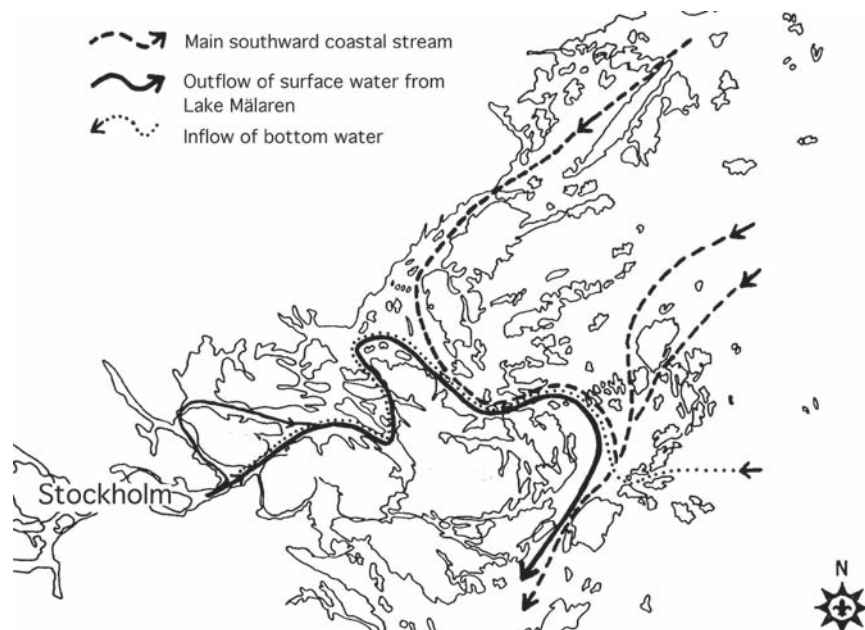 Main southward coastal stream
Outflow of surface water from
Lake Mälaren
Inflow of bottom water
Stockholm
N